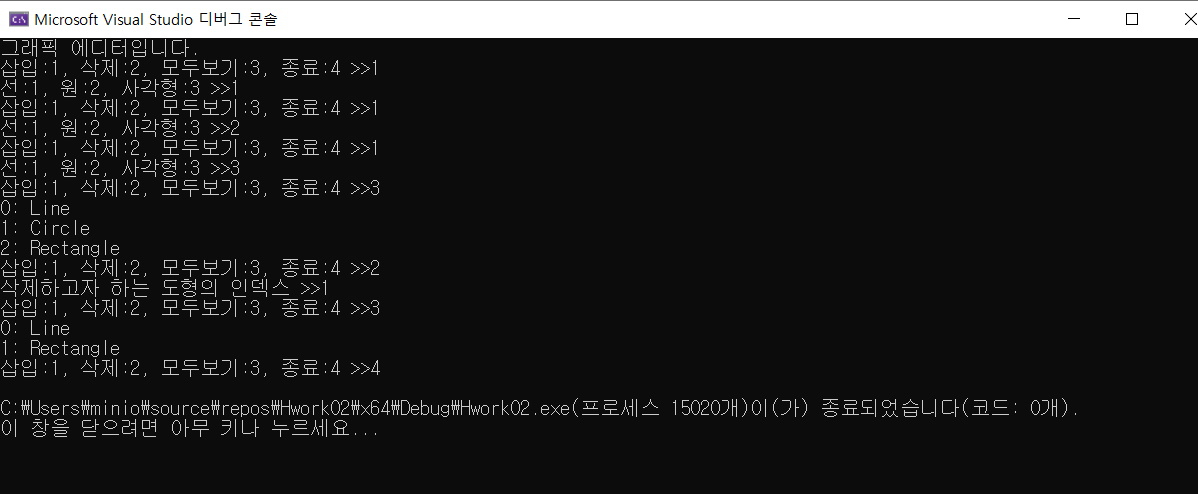 Microsoft Visual Studio 디버그 콘솔
그래픽 에디터입니다.
삽입:1, 삭제:2, 모두보기:3, 종료:4 >>1
선:1, 원:2, 사각형:3 >>1
삽입:1, 삭제:2, 모두보기:3, 종료:4 >>1
선:1, 원:2, 사각형:3 >>2
삽입:1, 삭제:2, 모두보기:3, 종료:4 >>1
선:1, 원:2, 사각형:3 >>3
삽입:1, 삭제:2, 모두보기:3, 종료:4 >>3
0: Line
1: Circle
2: Rectangle
삽입:1, 삭제:2, 모두보기:3, 종료:4 >>2
삭제하고자 하는 도형의 인덱스 >>1
삽입:1, 삭제:2, 모두보기:3, 종료:4 >>3
0: Line
1: Rectangle
삽입:1, 삭제:2, 모두보기:3, 종료:4 >>4
C:₩Users₩minio₩source₩repos₩Hwork02₩x64₩Debug₩Hwork02.exe(프로세스 15020개)이(가) 종료되었습니다(코드: 0개).
이 창을 닫으려면 아무 키나 누르세요...